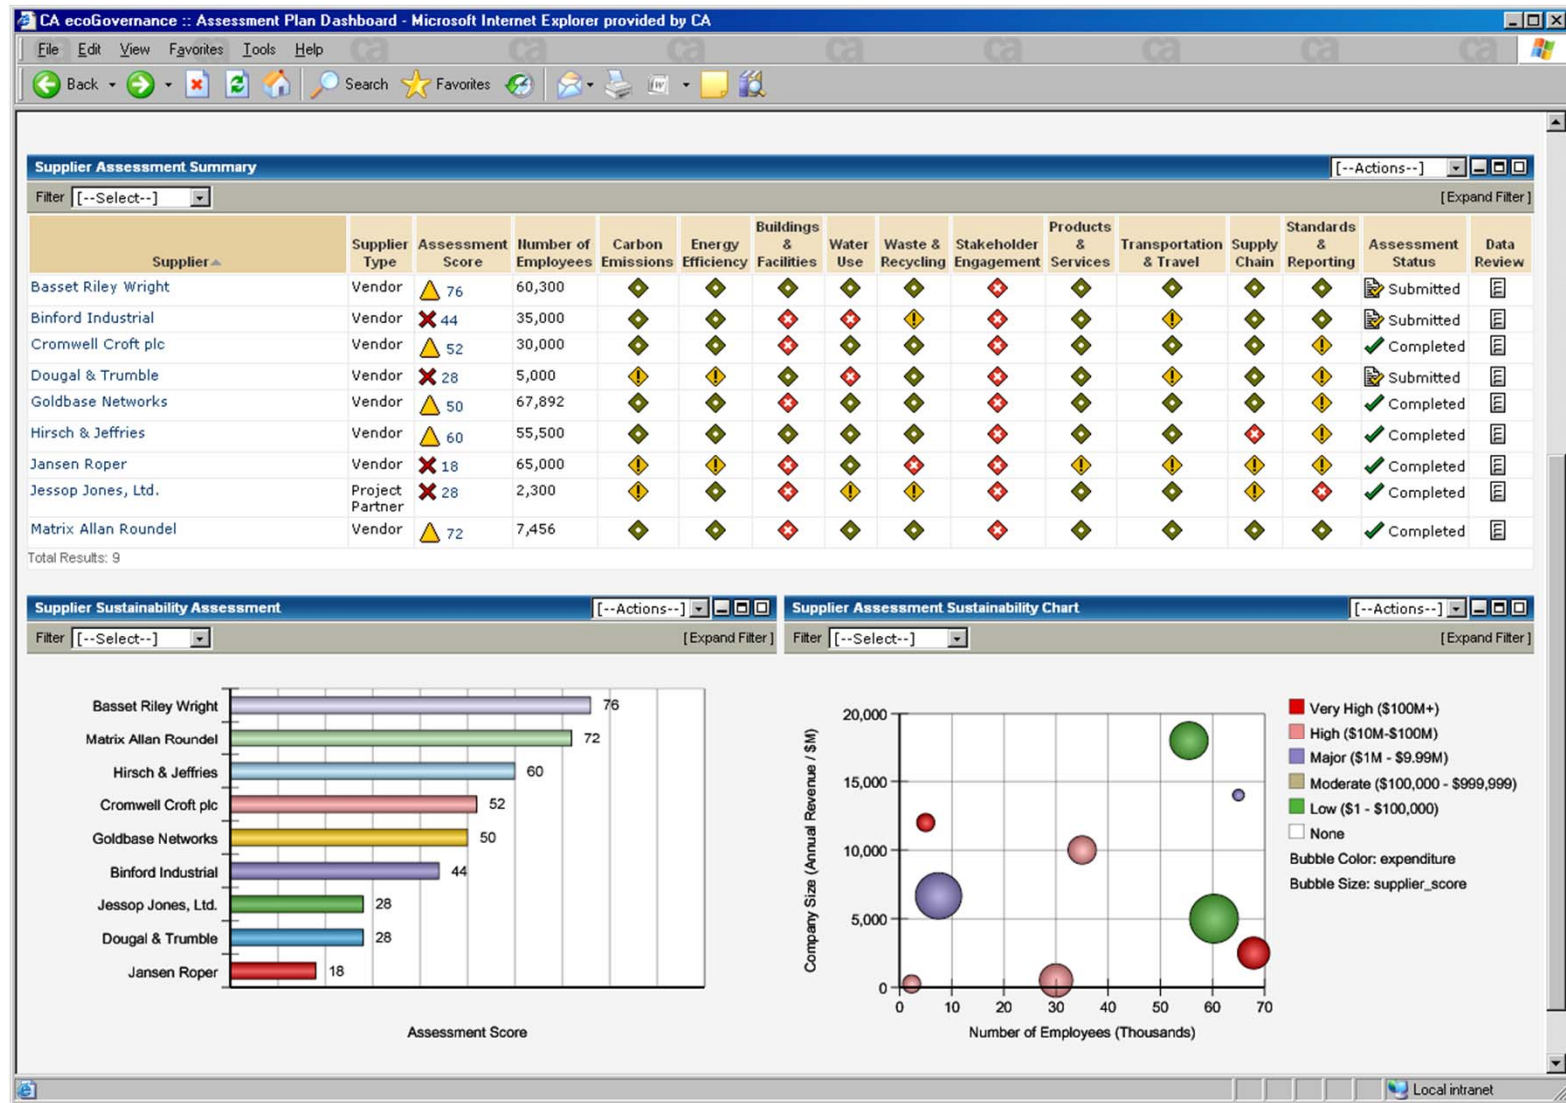 CA ecoGovernance :: Assessment Plan Dashboard - Microsoft Internet Explorer provided by CA
File Edit View Favorites Tools Help
Back Search Favorites
Supplier Assessment Summary [--Actions--]
Filter [--Select--] [Expand Filter]
Supplier Supplier Type Assessment Score Number of Employees Carbon Emissions Energy Efficiency Buildings & Facilities Water Use Waste & Recycling Stakeholder Engagement Products & Services Transportation & Travel Supply Chain Standards & Reporting Assessment Status Data Review
Basset Riley Wright Vendor 76 60,300 Submitted
Binford Industrial Vendor 44 35,000 Submitted
Cromwell Croft plc Vendor 52 30,000 Completed
Dougal & Trumble Vendor 28 5,000 Submitted
Goldbase Networks Vendor 50 67,892 Completed
Hirsch & Jeffries Vendor 60 55,500 Completed
Jansen Roper Vendor 18 65,000 Completed
Jessop Jones, Ltd. Project Partner 28 2,300 Completed
Matrix Allan Roundel Vendor 72 7,456 Completed
Total Results: 9
Supplier Sustainability Assessment [--Actions--]
Filter [--Select--] [Expand Filter]
Basset Riley Wright 76
Matrix Allan Roundel 72
Hirsch & Jeffries 60
Cromwell Croft plc 52
Goldbase Networks 50
Binford Industrial 44
Jessop Jones, Ltd. 28
Dougal & Trumble 28
Jansen Roper 18
Assessment Score
Supplier Assessment Sustainability Chart [--Actions--]
Filter [--Select--] [Expand Filter]
Company Size (Annual Revenue / $M)
20,000
15,000
10,000
5,000
0
0 10 20 30 40 50 60 70
Number of Employees (Thousands)
Very High ($100M+)
High ($10M-$100M)
Major ($1M - $9.99M)
Moderate ($100,000 - $999,999)
Low ($1 - $100,000)
None
Bubble Color: expenditure
Bubble Size: supplier_score
Local intranet